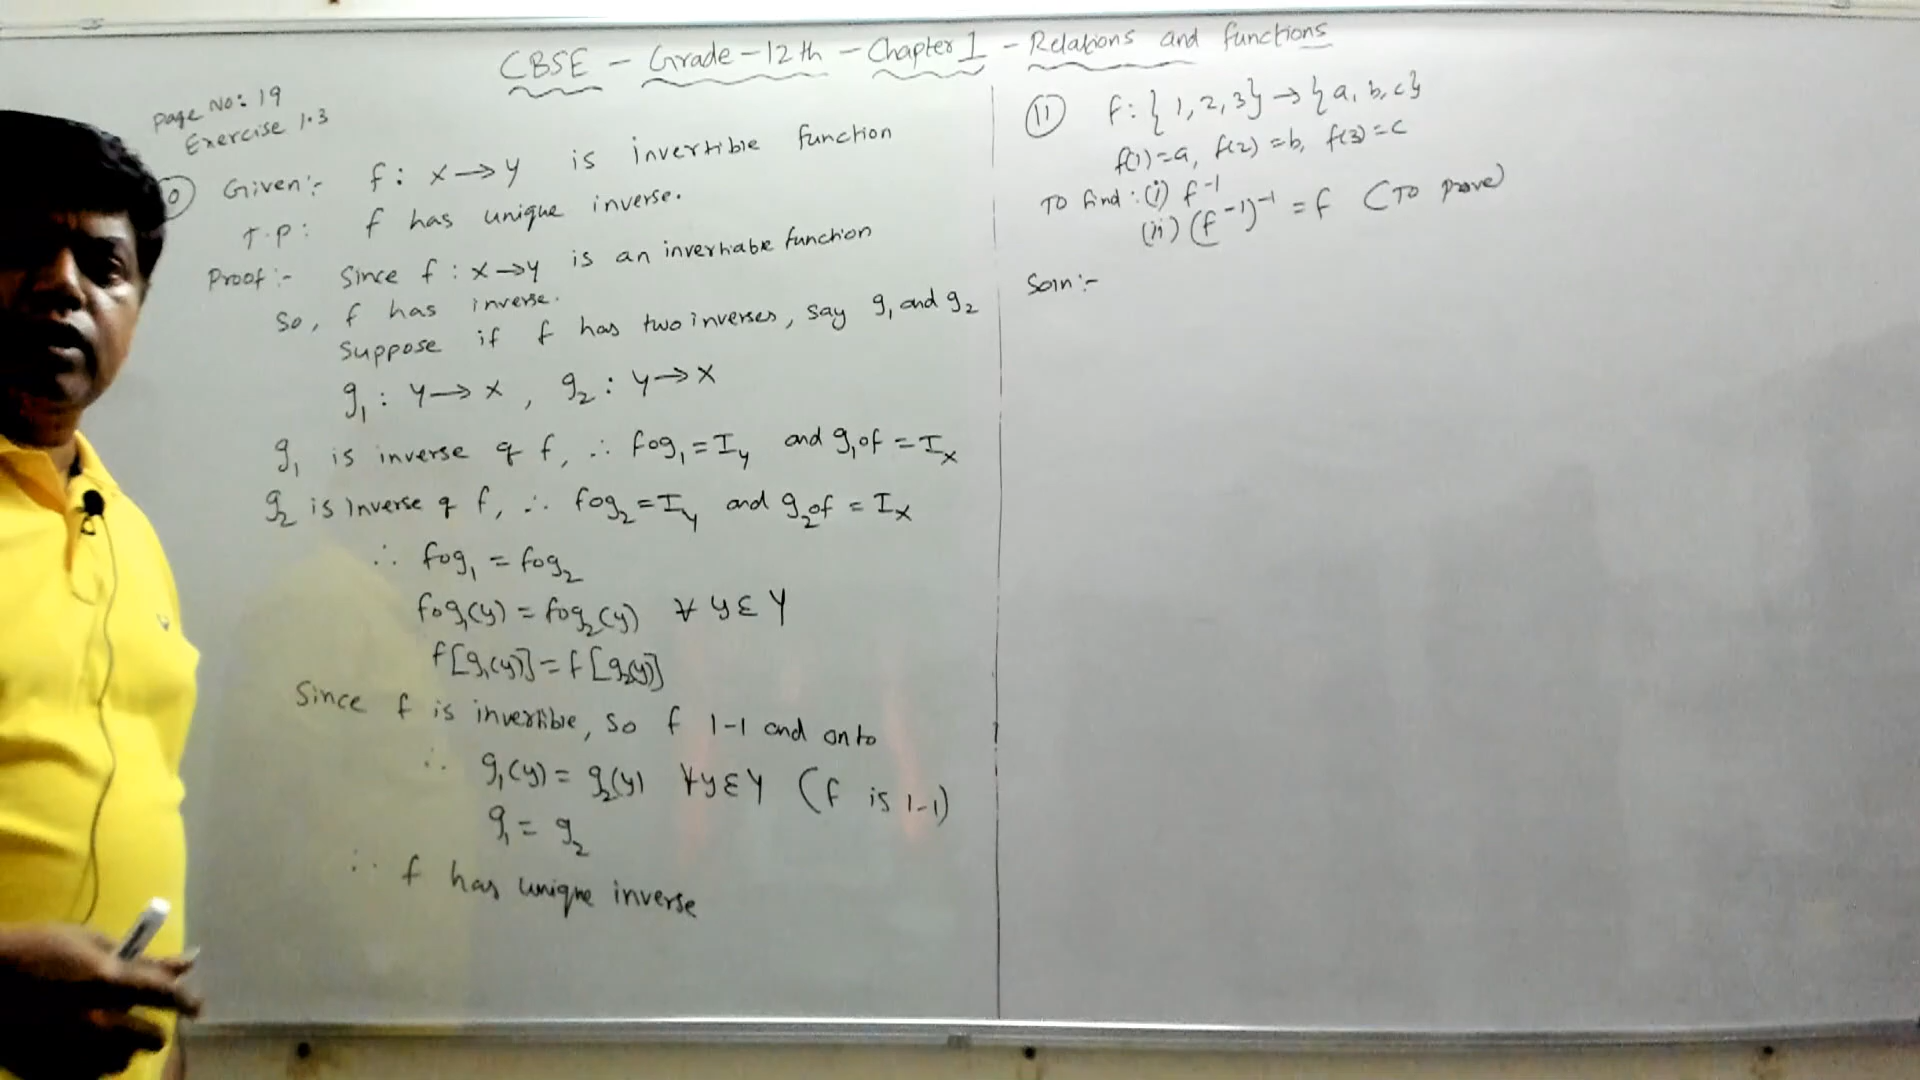 CBSE - Grade-12th - Chapter 1 - Relations and functions
page No: 19
Exercise 1.3
Given:- f: X→Y is invertible function
T.P: f has unique inverse.
Proof:- Since f: X→Y is an invertiable function
So, f has inverse.
Suppose if f has two inverses, say g₁ and g₂
g₁: Y→X, g₂: Y→X
g₁ is inverse of f, ∴ fog₁ = I_Y and g₁of = I_X
g₂ is inverse of f, ∴ fog₂ = I_Y and g₂of = I_X
∴ fog₁ = fog₂
fog₁(y) = fog₂(y) ∀ y ∈ Y
f[g₁(y)] = f[g₂(y)]
Since f is invertible, so f 1-1 and onto
∴ g₁(y) = g₂(y) ∀ y ∈ Y (f is 1-1)
g₁ = g₂
∴ f has unique inverse
11 f: {1, 2, 3} → {a, b, c}
f(1)=a, f(2)=b, f(3)=c
To find: (i) f⁻¹
(ii) (f⁻¹)⁻¹ = f (To prove)
Soln:-